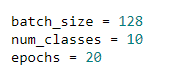 batch_size = 128
num_classes = 10
epochs = 20